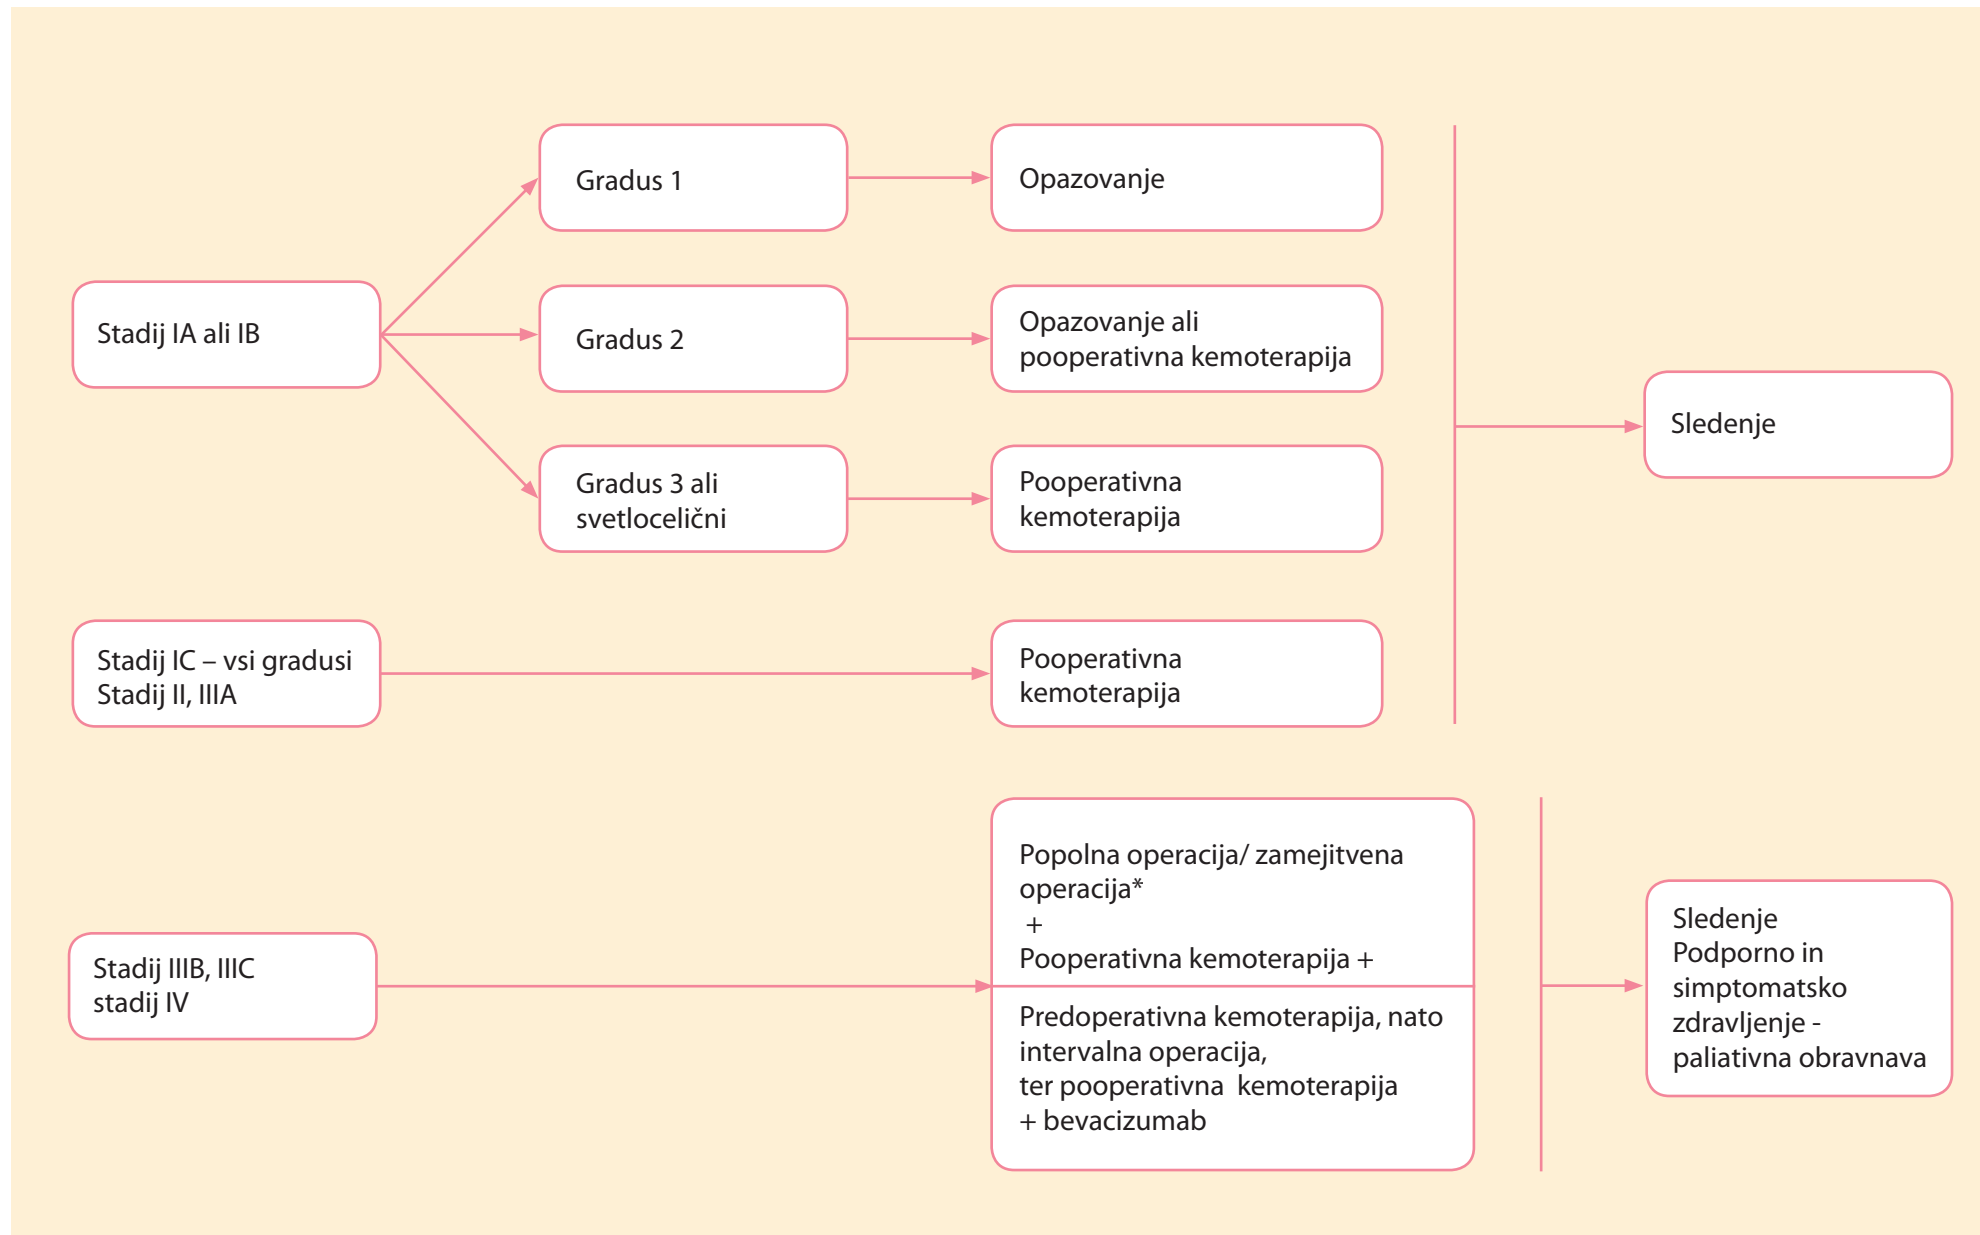 Stadij IA ali IB
Gradus 1
Opazovanje
Gradus 2
Opazovanje ali
pooperativna kemoterapija
Gradus 3 ali
svetlocelični
Pooperativna
kemoterapija
Stadij IC – vsi gradusi
Stadij II, IIIA
Pooperativna
kemoterapija
Sledenje
Stadij IIIB, IIIC
stadij IV
Popolna operacija/ zamejitvena
operacija*
+
Pooperativna kemoterapija +
Predoperativna kemoterapija, nato
intervalna operacija,
ter pooperativna  kemoterapija
+ bevacizumab
Sledenje
Podporno in
simptomatsko
zdravljenje -
paliativna obravnava